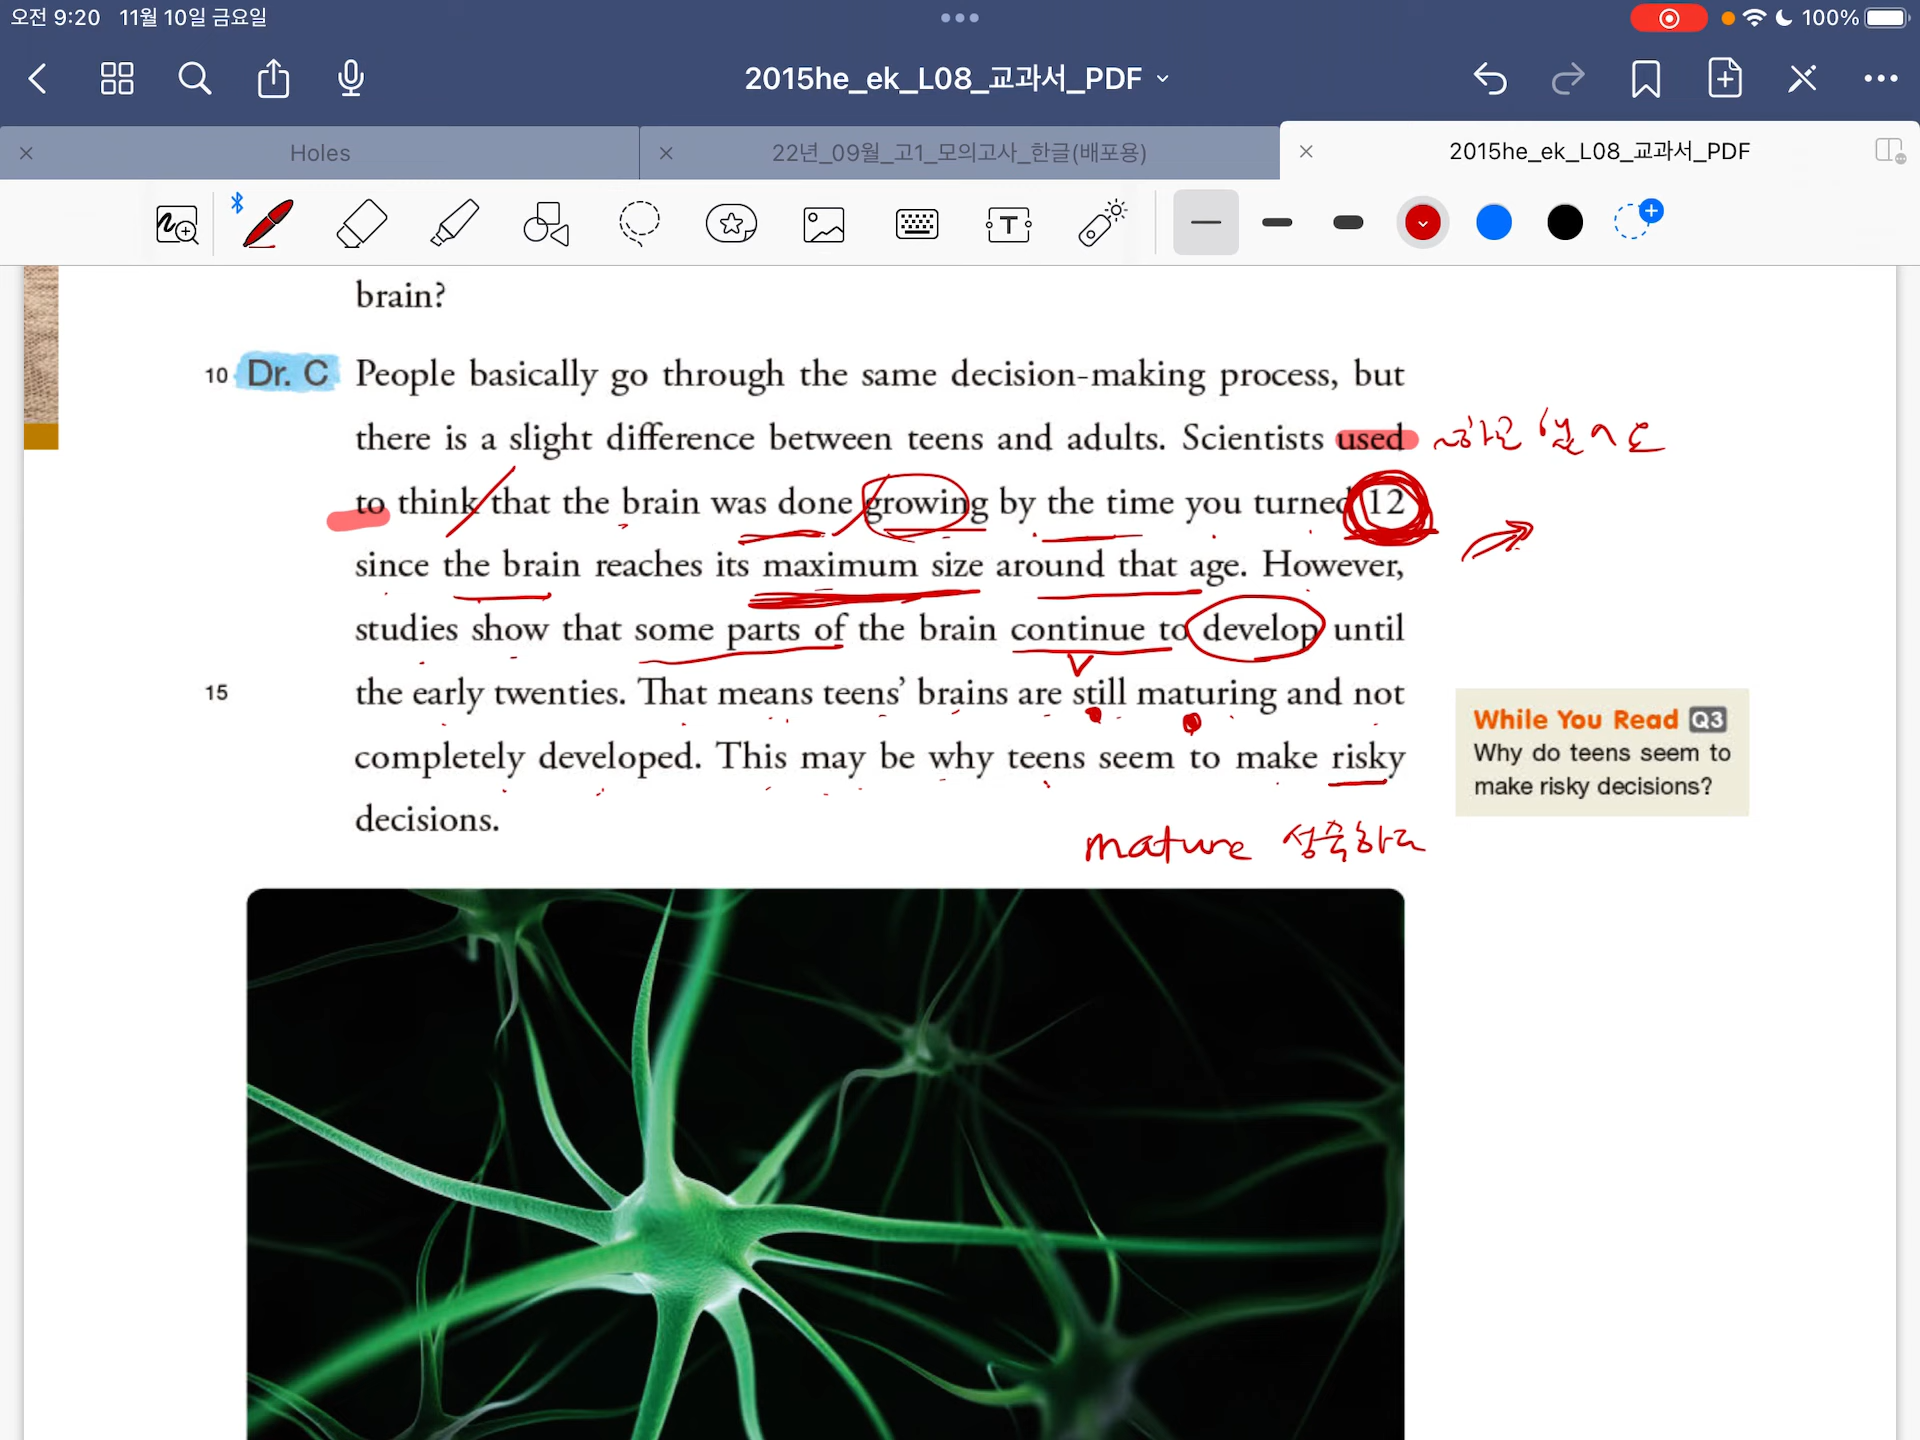 오전 9:20 11월 10일 금요일
100%
2015he_ek_L08_교과서_PDF
Holes
22년_09월_고1_모의고사_한글(배포용)
2015he_ek_L08_교과서_PDF
T
brain?
10 Dr. C People basically go through the same decision-making process, but
there is a slight difference between teens and adults. Scientists used
to think that the brain was done growing by the time you turned 12
since the brain reaches its maximum size around that age. However,
studies show that some parts of the brain continue to develop until
15 the early twenties. That means teens’ brains are still maturing and not
completely developed. This may be why teens seem to make risky
decisions.
While You Read Q3
Why do teens seem to
make risky decisions?
mature 성숙하다